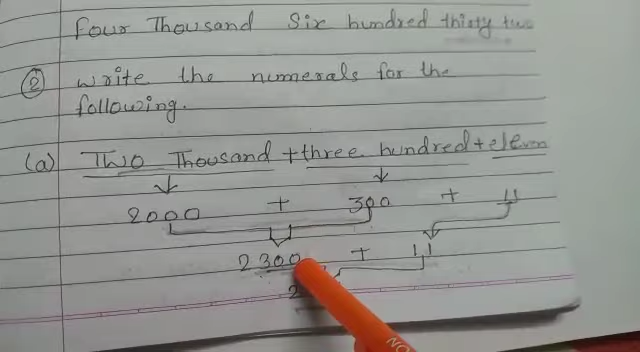 four Thousand Six hundred thirty two
② write the numerals for the
following.
(a) Two Thousand + three hundred + eleven
2000 + 300 + 11
2300 + 11
2